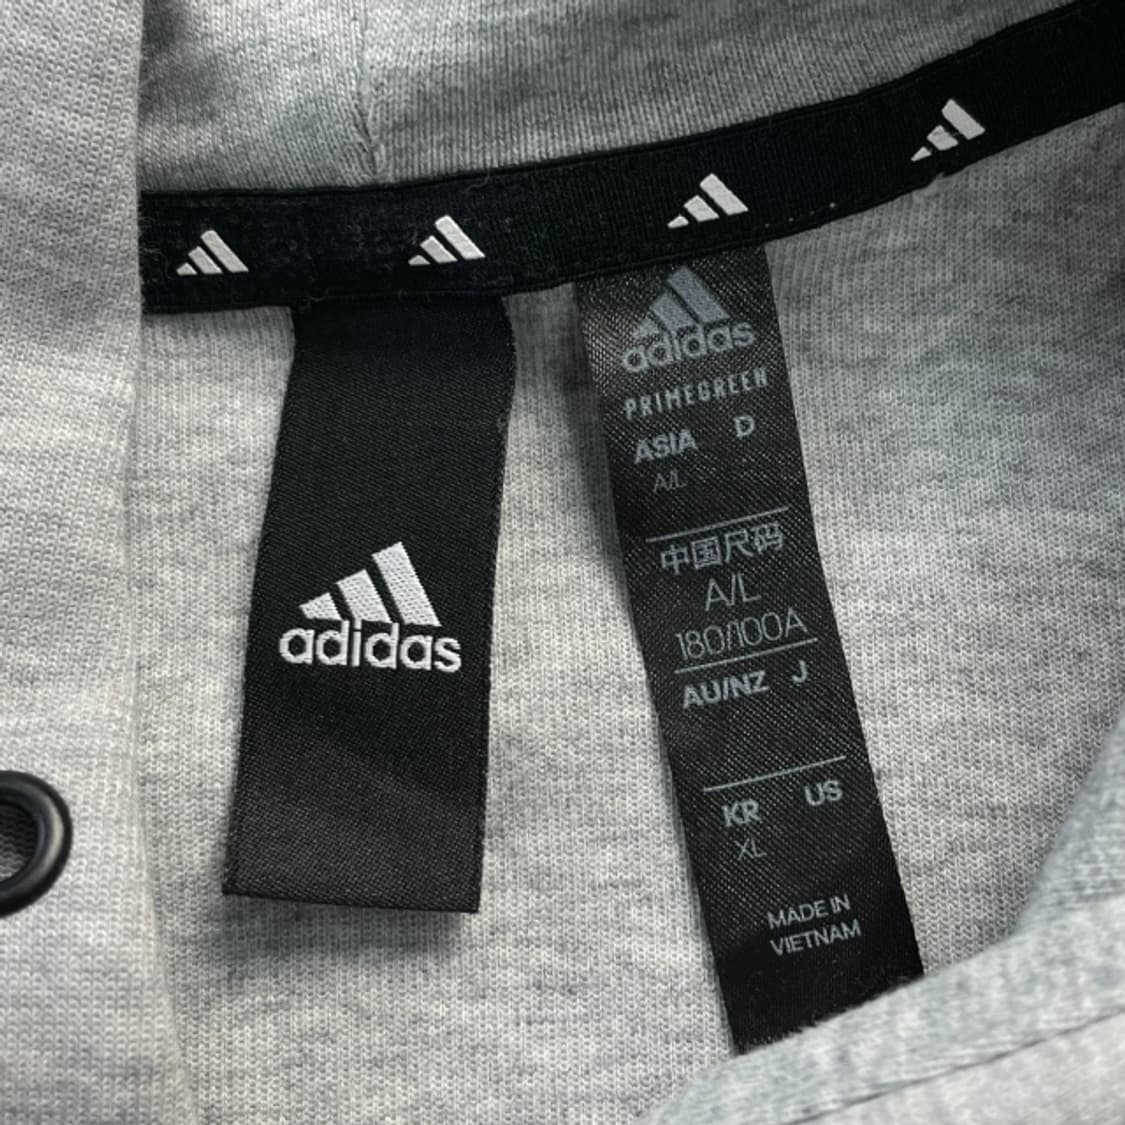 adidas
adidas
PRIMEGREEN
ASIA D
A/L
中国尺码
A/L
180/100A
AU/NZ J
KR US
XL
MADE IN
VIETNAM